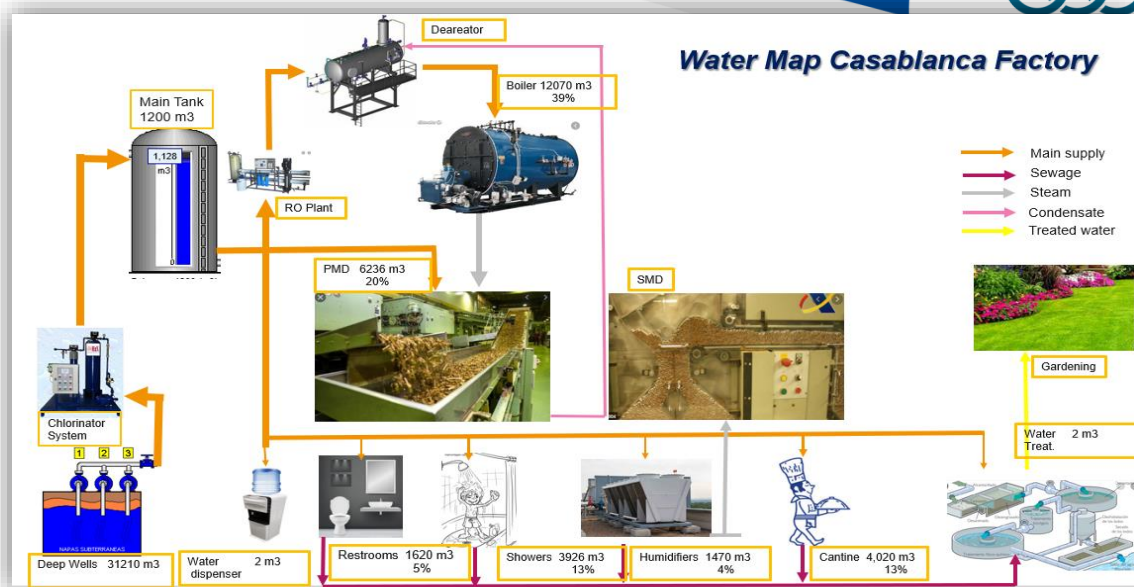 Water Map Casablanca Factory
Deareator
Boiler 12070 m3
39%
Main Tank
1200 m3
1,128
m3
0
RO Plant
Main supply
Sewage
Steam
Condensate
Treated water
PMD 6236 m3
20%
SMD
Gardening
Chlorinator
System
1 2 3
Water 2 m3
Treat.
NAPAS SUBTERRANEAS
Deep Wells 31210 m3
Water 2 m3
dispenser
Restrooms 1620 m3
5%
Showers 3926 m3
13%
Humidifiers 1470 m3
4%
Cantine 4,020 m3
13%